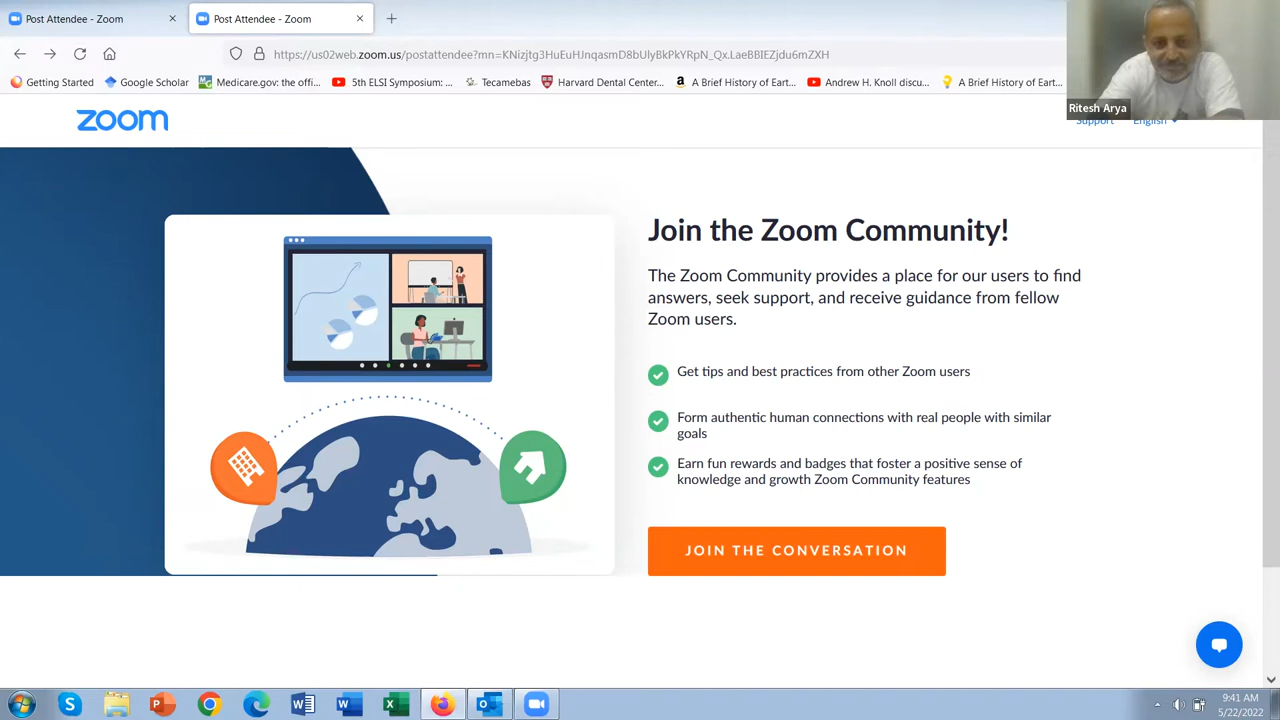 Post Attendee - Zoom
Post Attendee - Zoom
https://us02web.zoom.us/postattendee?mn=KNizjtg3HuEuHJnqasmD8bUlyBkPkYRpN_Qx.LaeBBIEZjdu6mZXH
Getting Started
Google Scholar
Medicare.gov: the offi...
5th ELSI Symposium: ...
Tecamebas
Harvard Dental Center...
A Brief History of Eart...
Andrew H. Knoll discu...
A Brief History of Eart...
Ritesh Arya
zoom
Support
English
Join the Zoom Community!
The Zoom Community provides a place for our users to find
answers, seek support, and receive guidance from fellow
Zoom users.
Get tips and best practices from other Zoom users
Form authentic human connections with real people with similar
goals
Earn fun rewards and badges that foster a positive sense of
knowledge and growth Zoom Community features
JOIN THE CONVERSATION
9:41 AM
5/22/2022